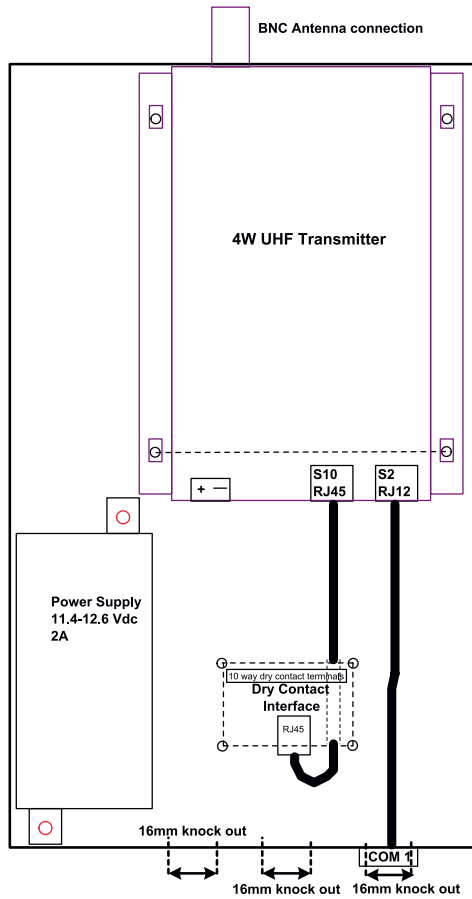 BNC Antenna connection
4W UHF Transmitter
+ —
S10
RJ45
S2
RJ12
Power Supply
11.4-12.6 Vdc
2A
10 way dry contact terminals
Dry Contact
Interface
RJ45
16mm knock out
COM 1
16mm knock out
16mm knock out